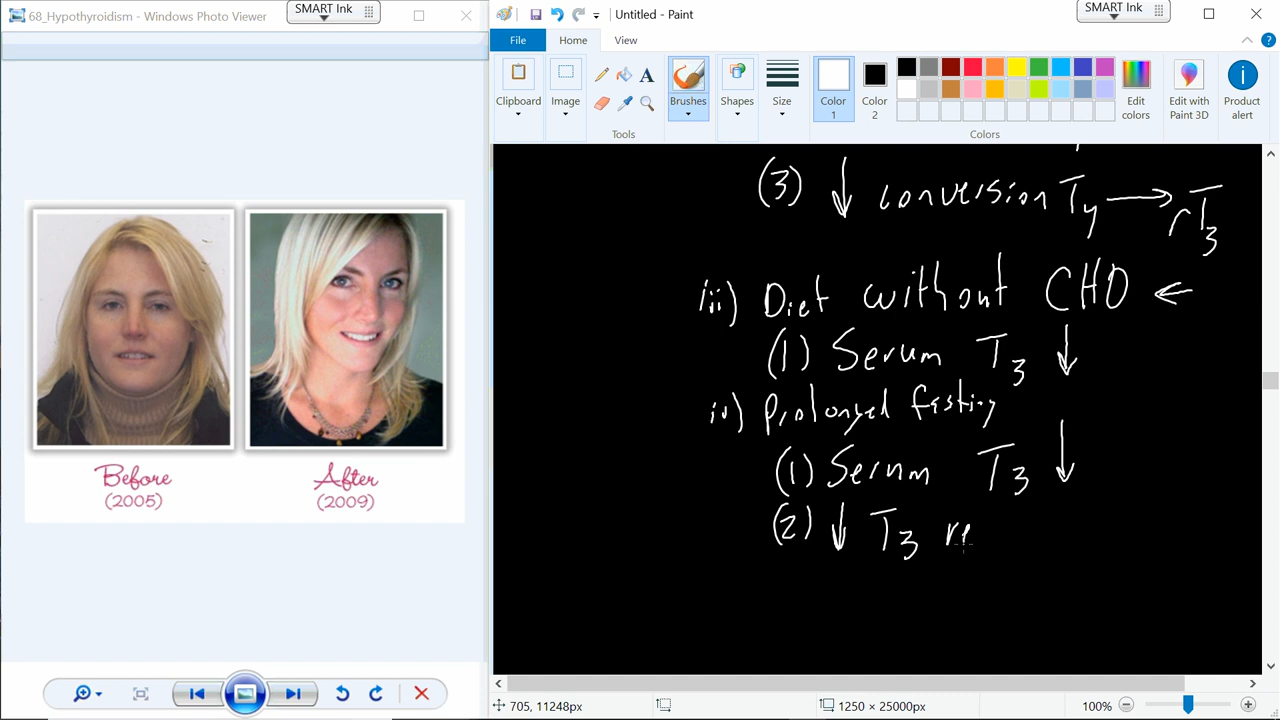 68_Hypothyroidism - Windows Photo Viewer
SMART Ink
Untitled - Paint
SMART Ink
File
Home
View
Clipboard
Image
Tools
Brushes
Shapes
Size
Color 1
Color 2
Colors
Edit colors
Edit with Paint 3D
Product alert
Before
(2005)
After
(2009)
(3) ↓ conversion T4 → rT3
iii) Diet without CHO ←
(1) Serum T3 ↓
iv) Prolonged fasting
(1) Serum T3 ↓
(2) ↓ T3 re
705, 11248px
1250 × 25000px
100%